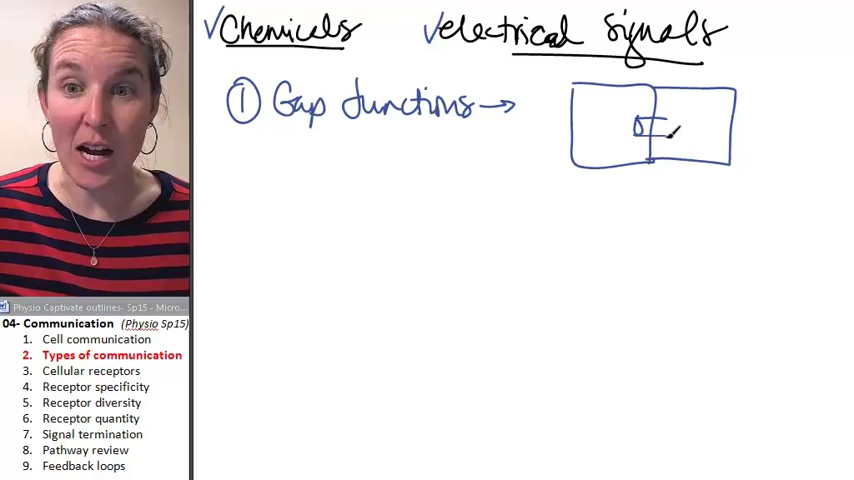 ✓Chemicals ✓electrical signals
① Gap Junctions →
Physio Captivate outlines- Sp15 - Micro...
04- Communication (Physio Sp15)
1. Cell communication
2. Types of communication
3. Cellular receptors
4. Receptor specificity
5. Receptor diversity
6. Receptor quantity
7. Signal termination
8. Pathway review
9. Feedback loops